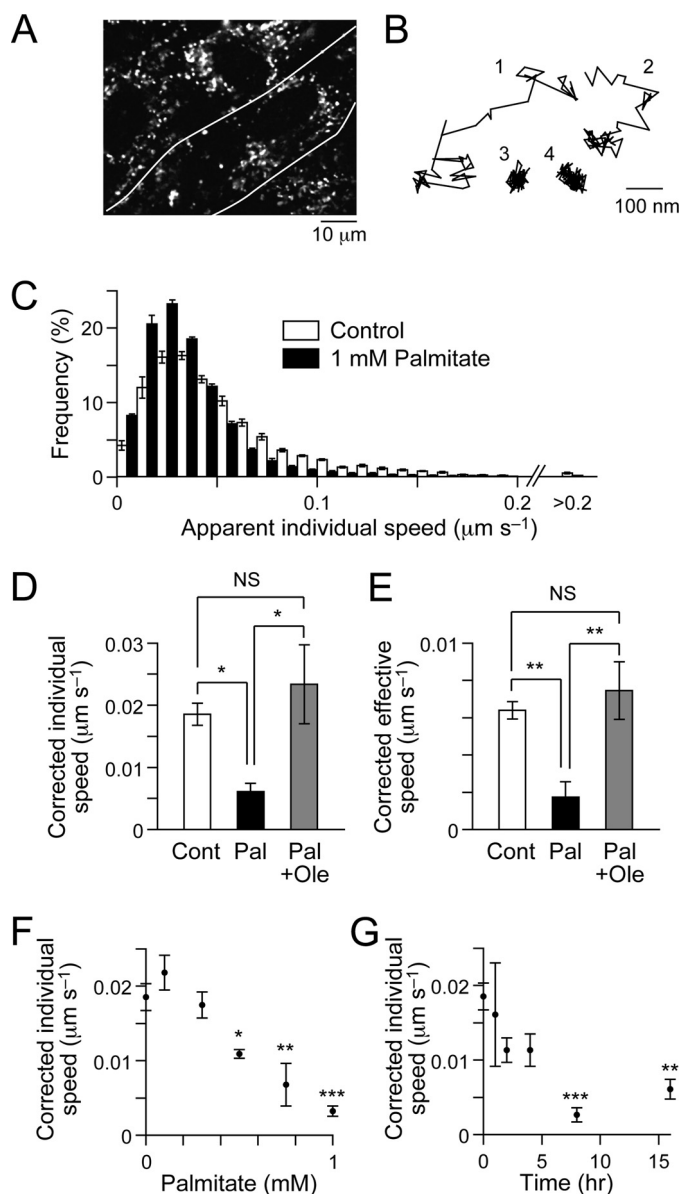 A
10 μm
B
1
2
3
4
100 nm
C
Frequency (%)
20
10
0
Control
1 mM Palmitate
0
0.1
0.2
>0.2
Apparent individual speed (μm s⁻¹)
D
NS
*
*
Corrected individual
speed (μm s⁻¹)
0.03
0.02
0.01
0
Cont
Pal
Pal
+Ole
E
NS
**
**
Corrected effective
speed (μm s⁻¹)
0.01
0
Cont
Pal
Pal
+Ole
F
Corrected individual
speed (μm s⁻¹)
0.02
0.01
0
*
**
***
0
1
Palmitate (mM)
G
Corrected individual
speed (μm s⁻¹)
0.02
0.01
0
***
**
0
5
10
15
Time (hr)